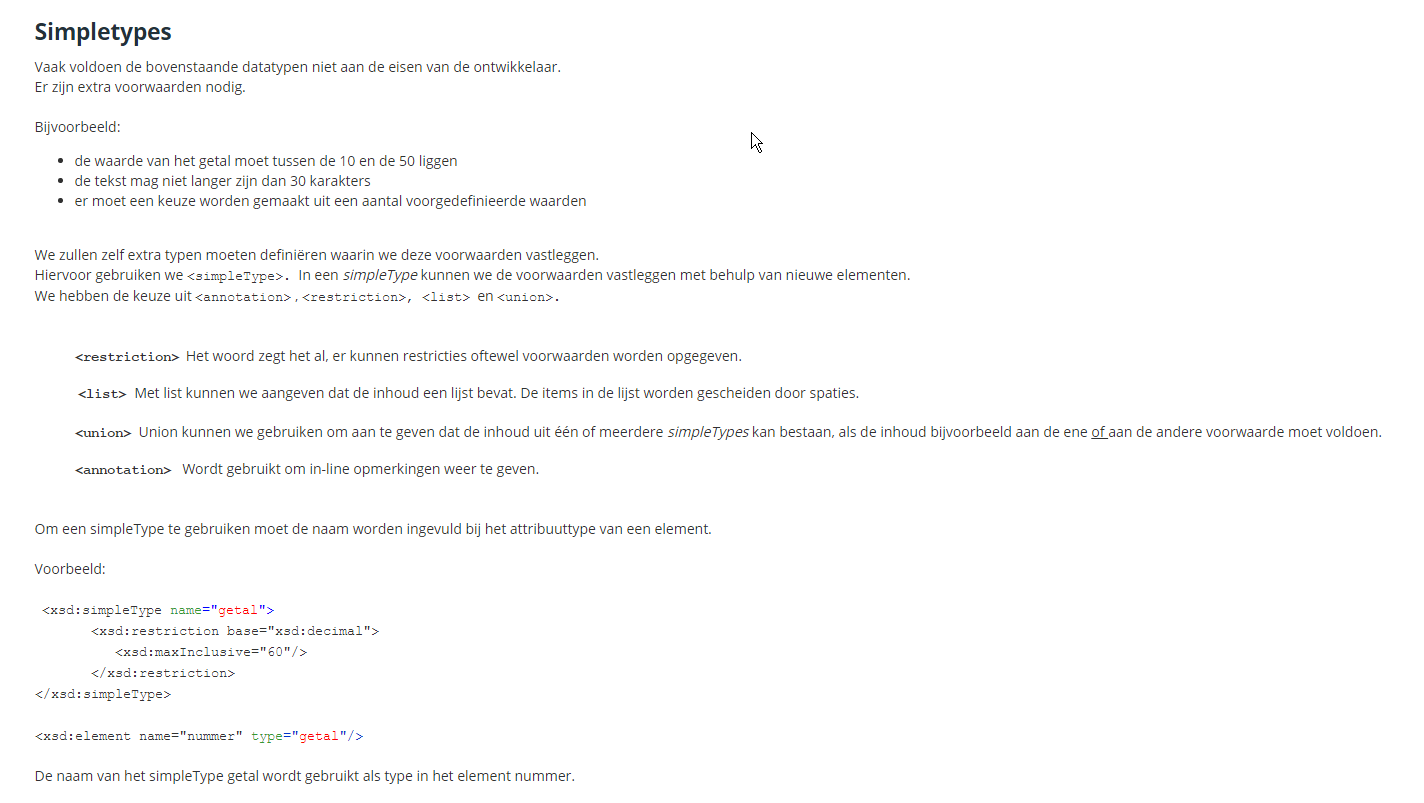 Simpletypes
Vaak voldoen de bovenstaande datatypen niet aan de eisen van de ontwikkelaar.
Er zijn extra voorwaarden nodig.
Bijvoorbeeld:
• de waarde van het getal moet tussen de 10 en de 50 liggen
• de tekst mag niet langer zijn dan 30 karakters
• er moet een keuze worden gemaakt uit een aantal voorgedefinieerde waarden
We zullen zelf extra typen moeten definiëren waarin we deze voorwaarden vastleggen.
Hiervoor gebruiken we <simpleType>. In een simpleType kunnen we de voorwaarden vastleggen met behulp van nieuwe elementen.
We hebben de keuze uit <annotation>, <restriction>, <list> en <union>.
<restriction> Het woord zegt het al, er kunnen restricties oftewel voorwaarden worden opgegeven.
<list> Met list kunnen we aangeven dat de inhoud een lijst bevat. De items in de lijst worden gescheiden door spaties.
<union> Union kunnen we gebruiken om aan te geven dat de inhoud uit één of meerdere simpleTypes kan bestaan, als de inhoud bijvoorbeeld aan de ene of aan de andere voorwaarde moet voldoen.
<annotation> Wordt gebruikt om in-line opmerkingen weer te geven.
Om een simpleType te gebruiken moet de naam worden ingevuld bij het attribuuttype van een element.
Voorbeeld:
<xsd:simpleType name="getal">
<xsd:restriction base="xsd:decimal">
<xsd:maxInclusive="60"/>
</xsd:restriction>
</xsd:simpleType>
<xsd:element name="nummer" type="getal"/>
De naam van het simpleType getal wordt gebruikt als type in het element nummer.